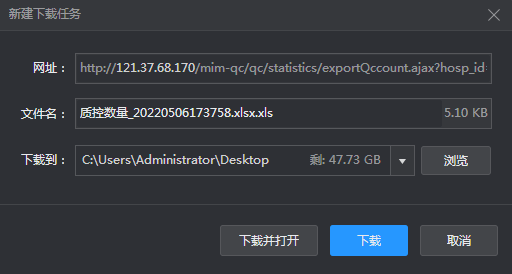 新建下载任务
网址： http://121.37.68.170/mim-qc/qc/statistics/exportQccount.ajax?hosp_id=
文件名： 质控数量_20220506173758.xlsx.xls 5.10 KB
下载到： C:\Users\Administrator\Desktop 剩: 47.73 GB 浏览
下载并打开 下载 取消